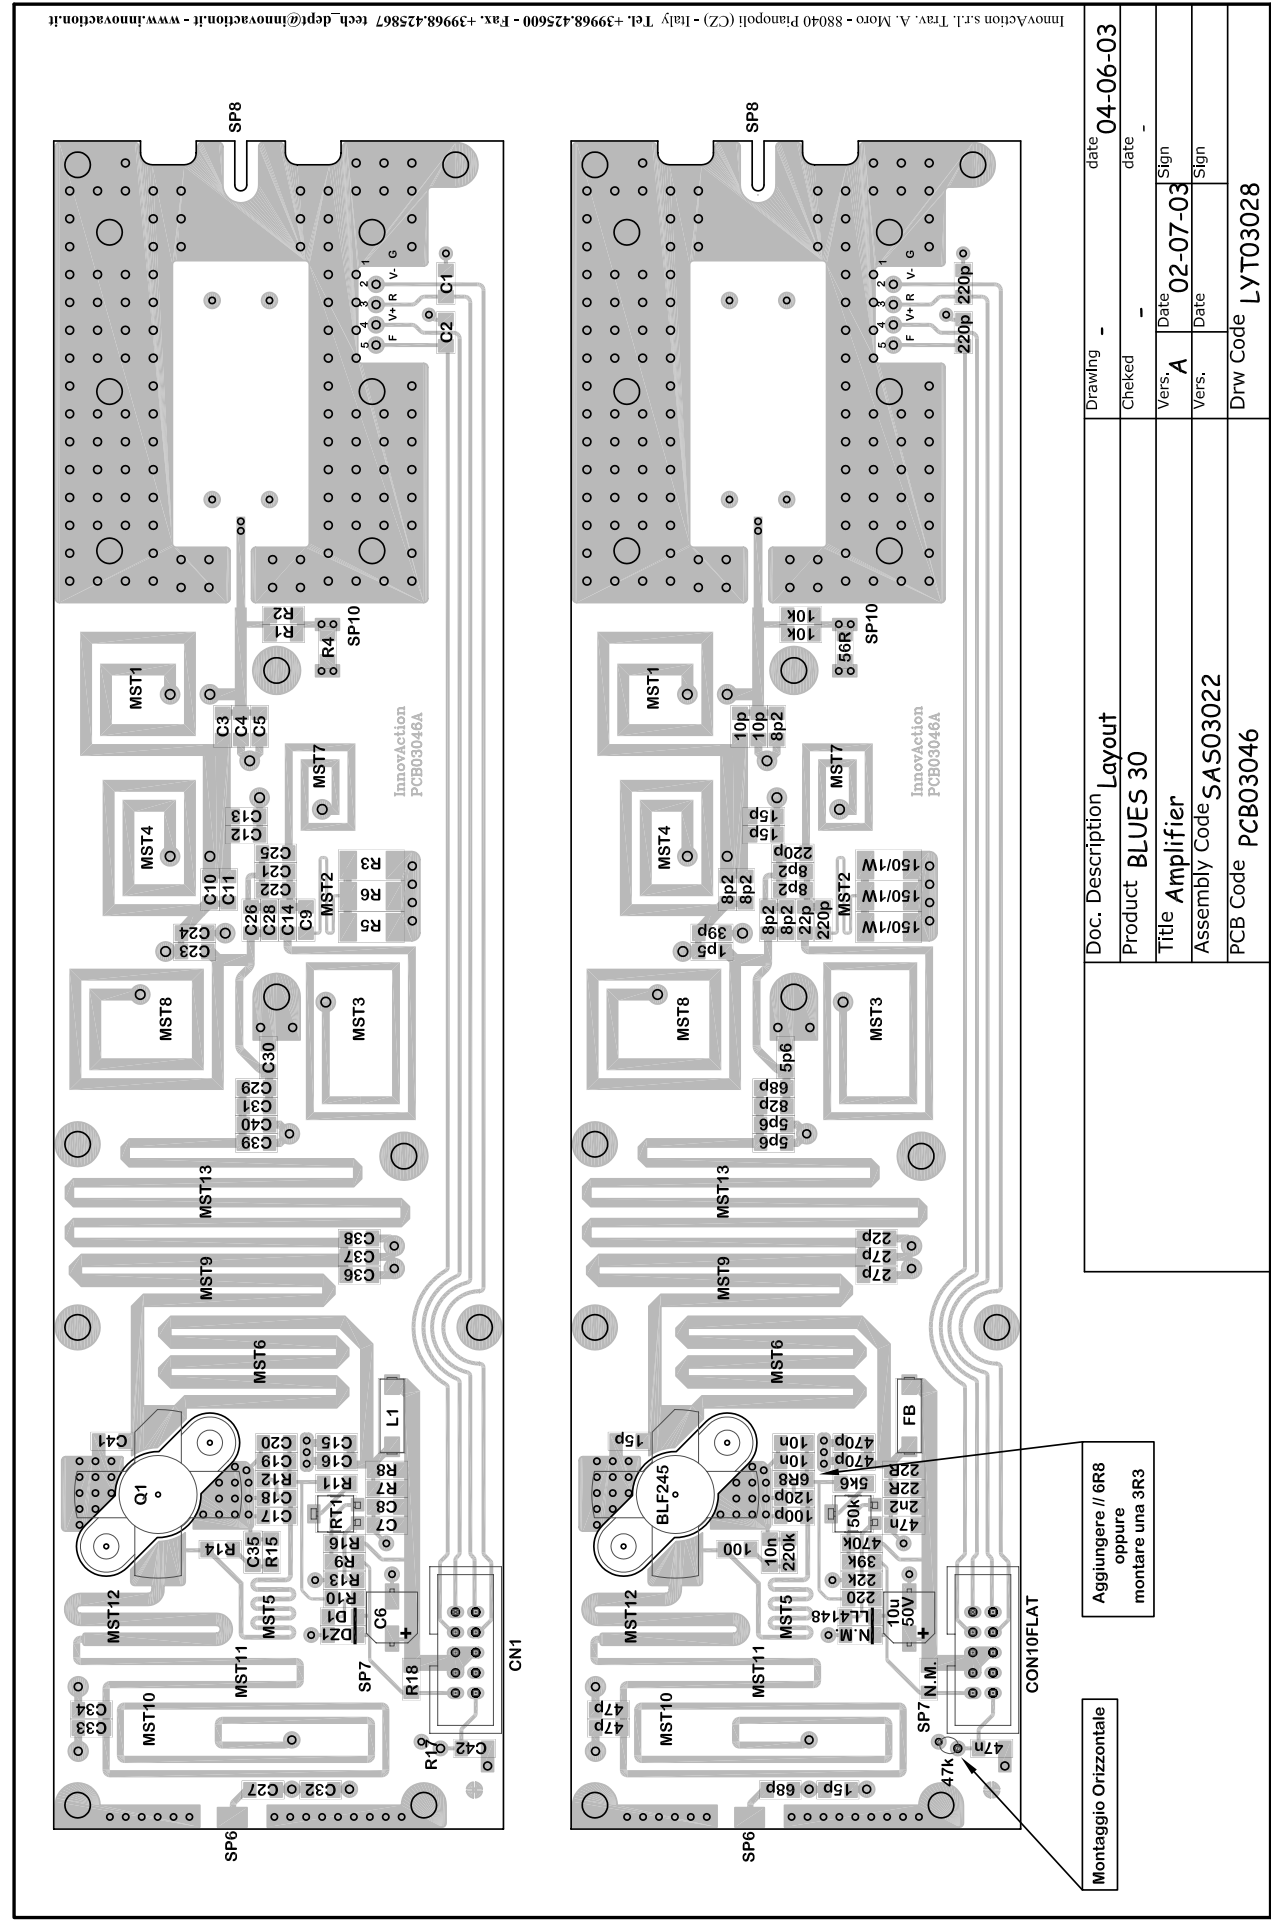 InnovAction s.r.l. Trav. A. Moro - 88040 Pianopoli (CZ) - Italy Tel. +39968.425600 - Fax. +39968.425867 tech_dept@innovaction.it - www.innovaction.it
SP8
1
2
3
4
5
G
V-
R
V+
F
C1
C2
R2
R1
R4
SP10
MST1
C3
C4
C5
MST7
InnovAction
PCB03046A
MST4
C13
C12
C10
C11
C25
C21
C22
MST2
R3
R6
R5
C26
C28
C14
C9
C24
C23
MST8
MST3
C30
C29
C31
C40
C39
MST13
C38
C37
C36
MST9
MST6
L1
C41
Q1
C20
C19
R12
C18
C17
C15
C16
R11
RT1
R8
R7
C8
C7
R14
C35
R15
R16
R9
R13
R10
D1
DZ1
C6
+
MST12
MST5
MST11
SP7
R18
CN1
C34
C33
MST10
R17
C42
C27
C32
SP6
SP8
1
2
3
4
5
G
V-
R
V+
F
220p
220p
10k
10k
56R
SP10
MST1
10p
10p
8p2
MST7
InnovAction
PCB03046A
MST4
15p
15p
8p2
8p2
220p
8p2
8p2
MST2
150/1W
150/1W
150/1W
8p2
8p2
22p
220p
39p
1p5
MST8
MST3
5p6
68p
82p
5p6
5p6
MST13
22p
27p
27p
MST9
MST6
FB
15p
BLF245
10n
10n
6R8
120p
100p
470p
470p
5k6
50k
22R
22R
2n2
47n
100
10n
220k
470k
39k
22k
220
LL4148
N.M.
10u
50V
+
MST12
MST5
MST11
SP7
N.M.
CON10FLAT
47p
47p
MST10
47k
47n
68p
15p
SP6
Aggiungere // 6R8
oppure
montare una 3R3
Montaggio Orizzontale
Doc. Description Layout
Drawing -
date 04-06-03
Product BLUES 30
Cheked -
date -
Title Amplifier
Vers. A
Date 02-07-03
Sign
Assembly Code SAS03022
Vers.
Date
Sign
PCB Code PCB03046
Drw Code LYT03028